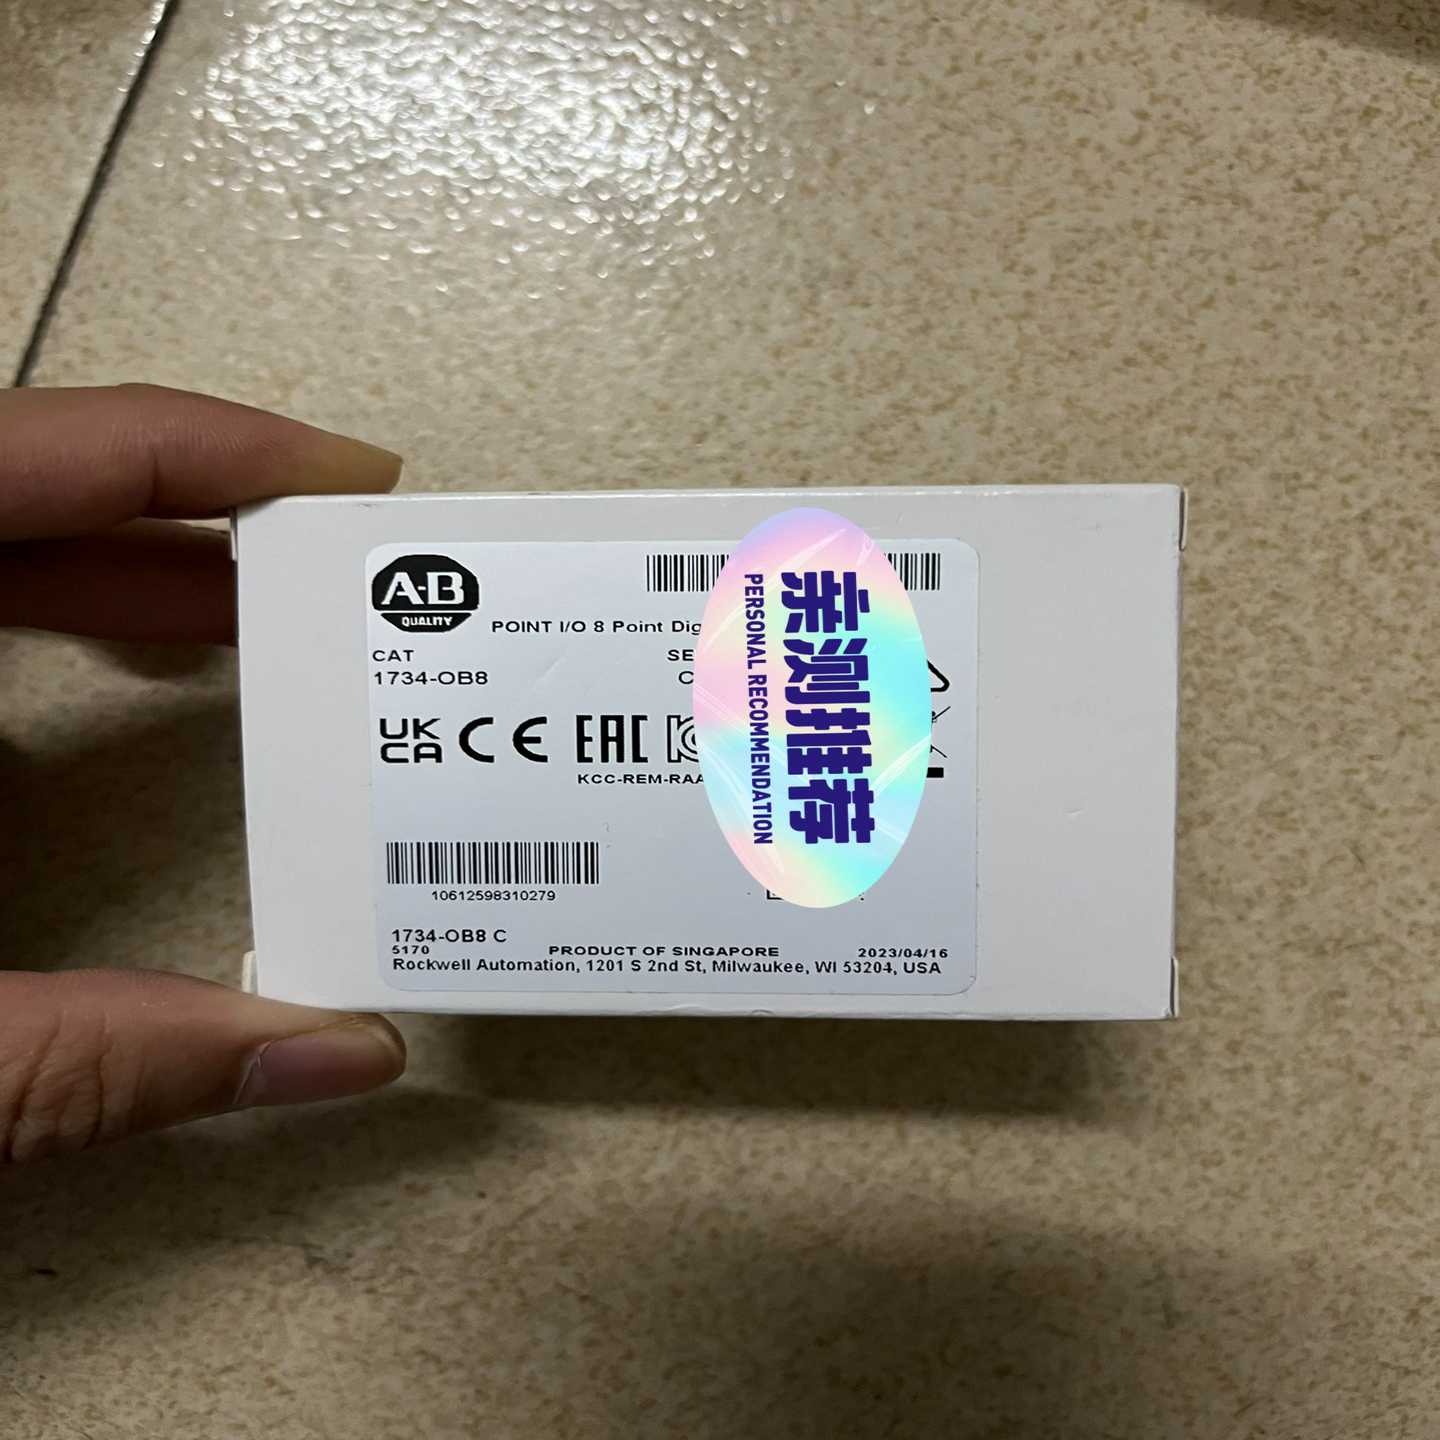 A-B
QUALITY
POINT I/O 8 Point Dig
CAT
1734-OB8
SE
C
UK
CA
CE
EAC
KCC-REM-RAA
10612598310279
1734-OB8 C
5170
PRODUCT OF SINGAPORE
2023/04/16
Rockwell Automation, 1201 S 2nd St, Milwaukee, WI 53204, USA
亲测推荐
PERSONAL RECOMMENDATION